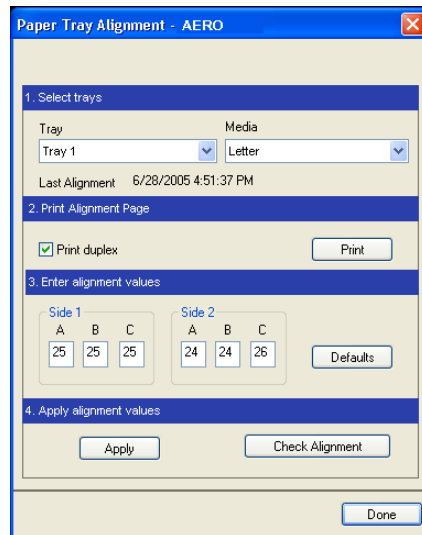 Paper Tray Alignment - AERO
1. Select trays
Tray Media
Tray 1 Letter
Last Alignment 6/28/2005 4:51:37 PM
2. Print Alignment Page
Print duplex Print
3. Enter alignment values
Side 1 Side 2
A B C A B C
25 25 25 24 24 26
Defaults
4. Apply alignment values
Apply Check Alignment
Done